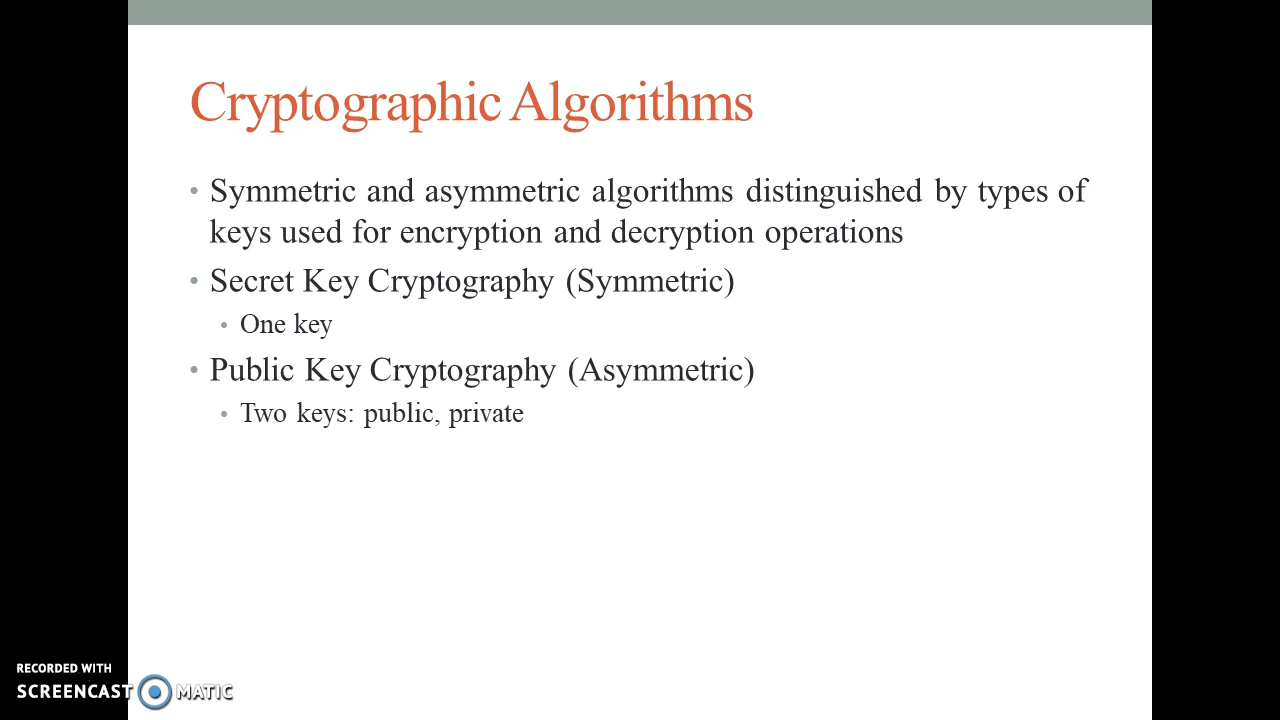 Cryptographic Algorithms
• Symmetric and asymmetric algorithms distinguished by types of
keys used for encryption and decryption operations
• Secret Key Cryptography (Symmetric)
• One key
• Public Key Cryptography (Asymmetric)
• Two keys: public, private
RECORDED WITH
SCREENCAST MATIC